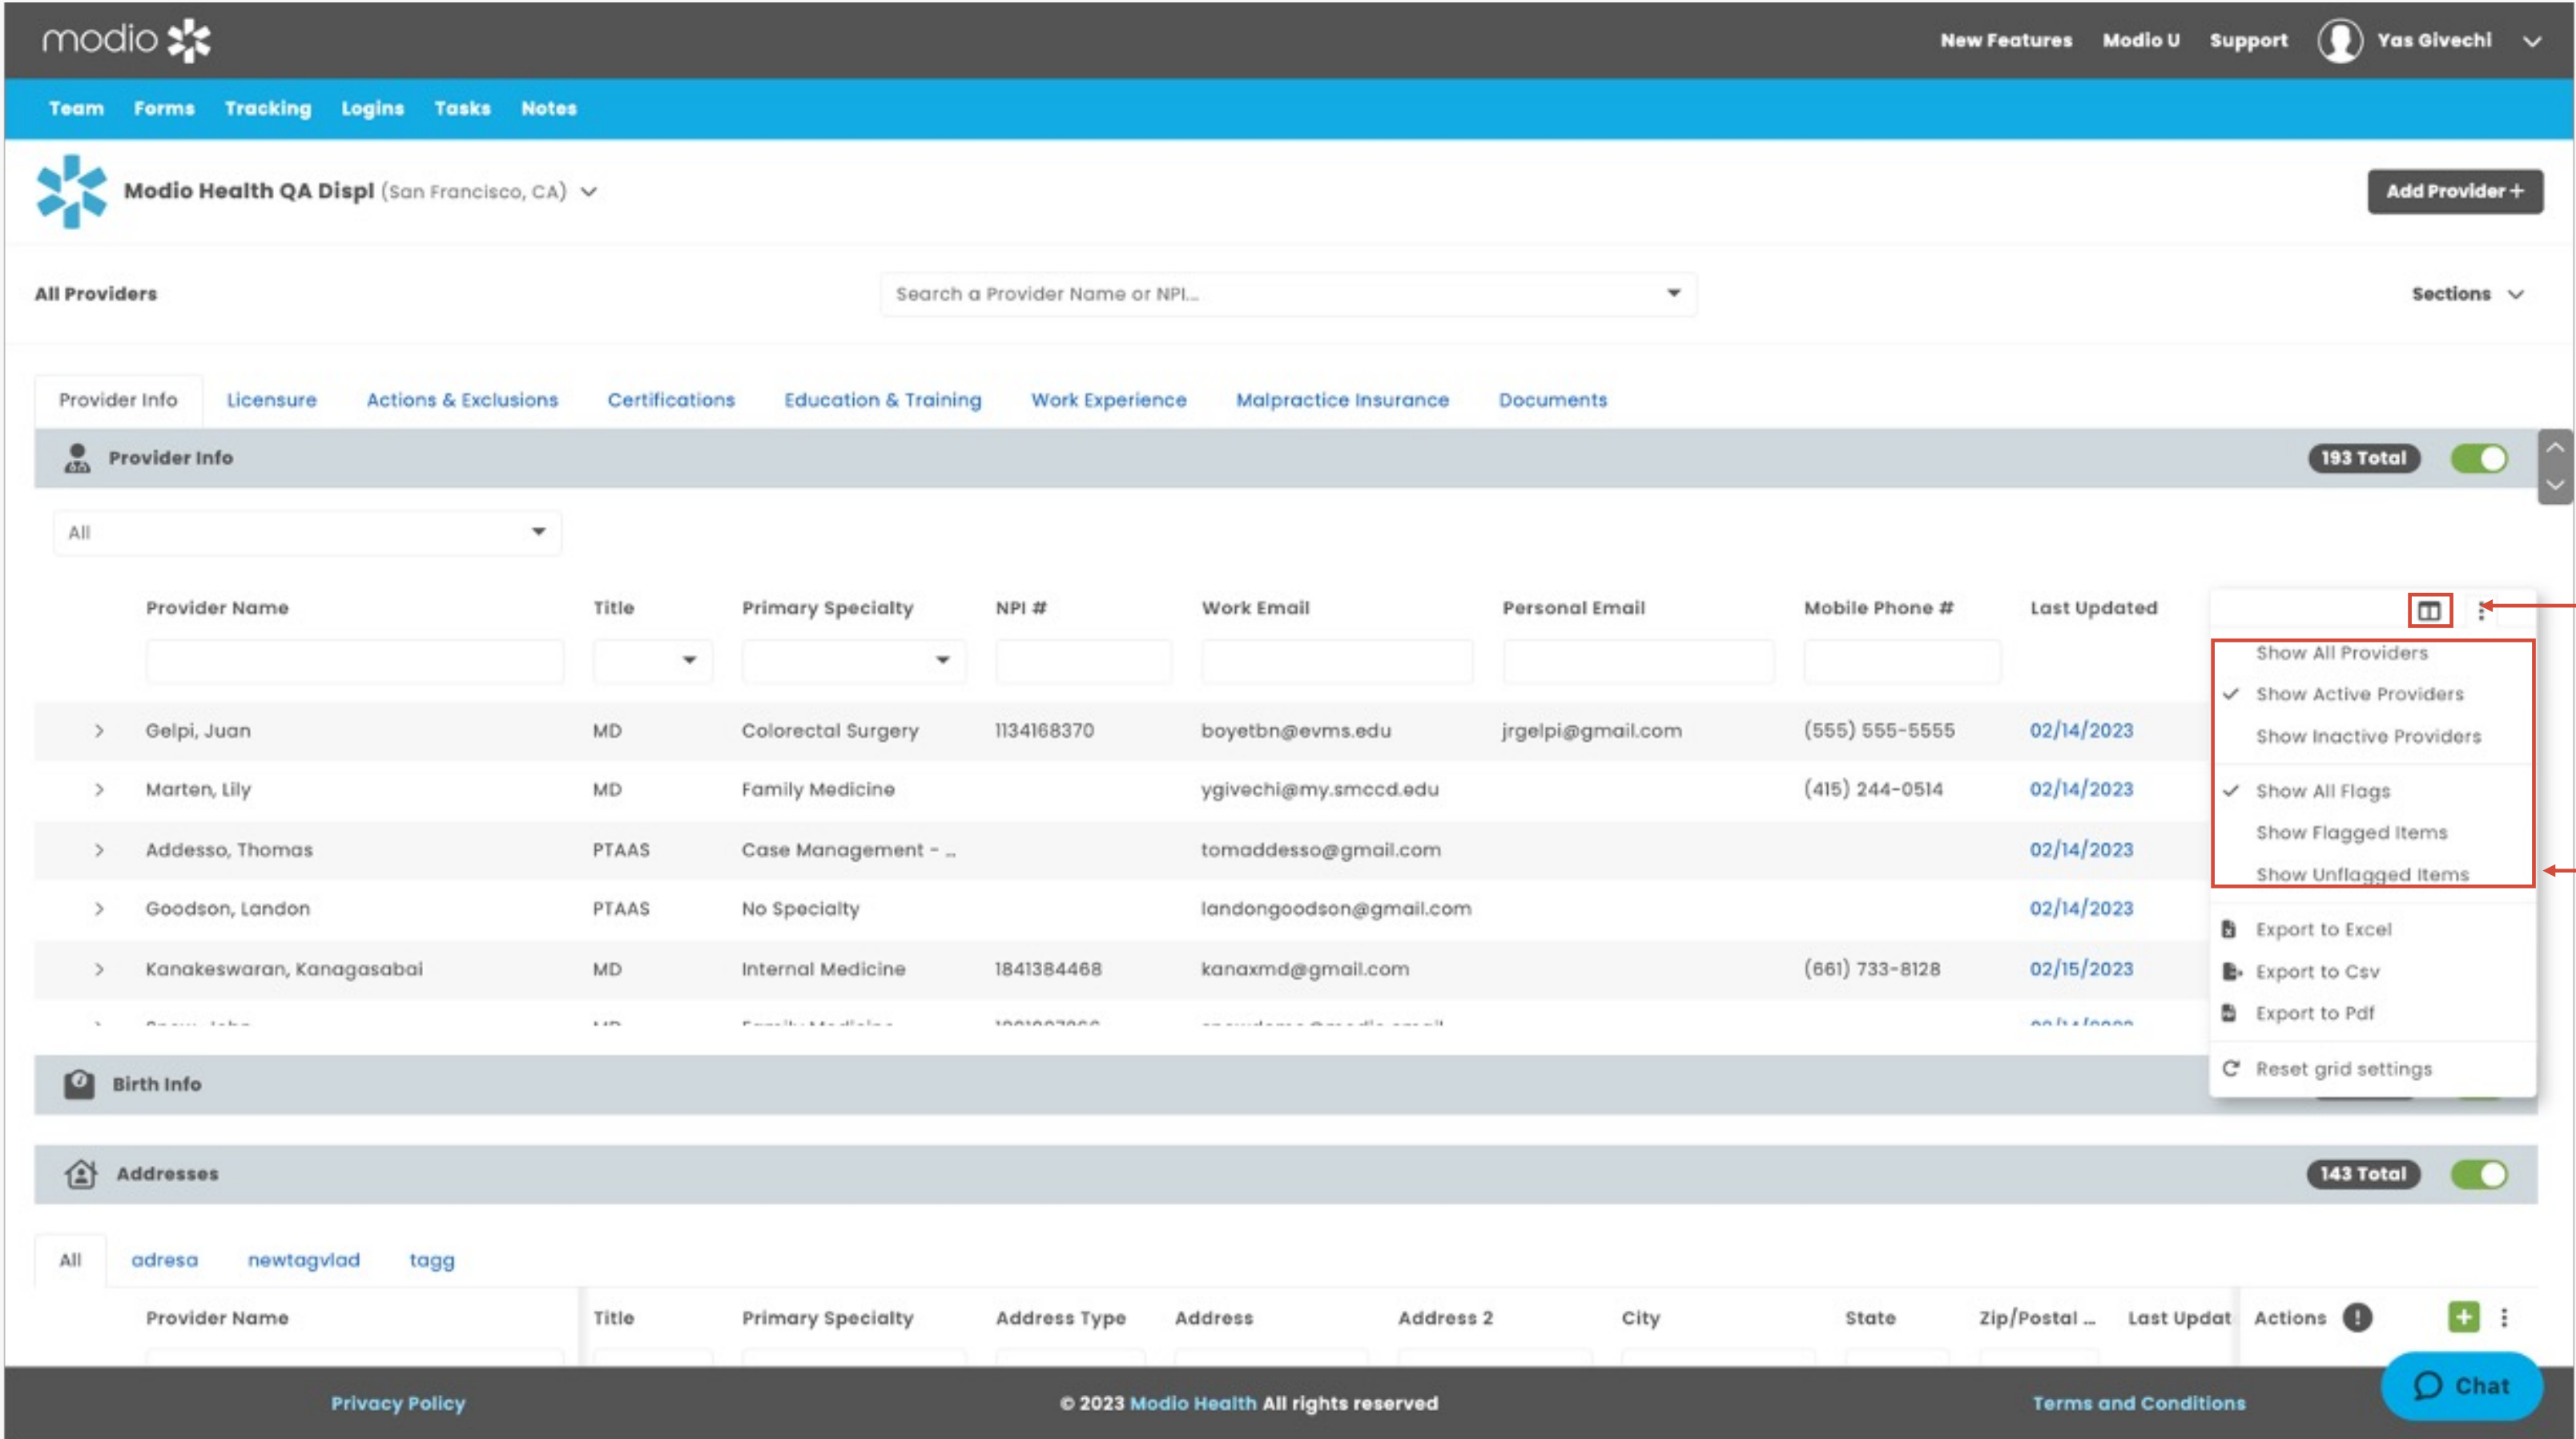 modio
New Features Modio U Support Yas Givechi
Team Forms Tracking Logins Tasks Notes
Modio Health QA Displ (San Francisco, CA)
Add Provider+
All Providers
Search a Provider Name or NPI...
Sections
Provider Info Licensure Actions & Exclusions Certifications Education & Training Work Experience Malpractice Insurance Documents
Provider Info
193 Total
All
Provider Name Title Primary Specialty NPI # Work Email Personal Email Mobile Phone # Last Updated
Gelpi, Juan MD Colorectal Surgery 1134168370 boyetbn@evms.edu jrgelpi@gmail.com (555) 555-5555 02/14/2023
Marten, Lily MD Family Medicine ygivechi@my.smccd.edu (415) 244-0514 02/14/2023
Addesso, Thomas PTAAS Case Management - ... tomaddesso@gmail.com 02/14/2023
Goodson, Landon PTAAS No Specialty landongoodson@gmail.com 02/14/2023
Kanakeswaran, Kanagasabai MD Internal Medicine 1841384468 kanaxmd@gmail.com (661) 733-8128 02/15/2023
Show All Providers
Show Active Providers
Show Inactive Providers
Show All Flags
Show Flagged Items
Show Unflagged Items
Export to Excel
Export to Csv
Export to Pdf
Reset grid settings
Birth Info
Addresses
143 Total
All adresa newtagvlad tagg
Provider Name Title Primary Specialty Address Type Address Address 2 City State Zip/Postal ... Last Updat Actions
Privacy Policy
© 2023 Modio Health All rights reserved
Terms and Conditions
Chat